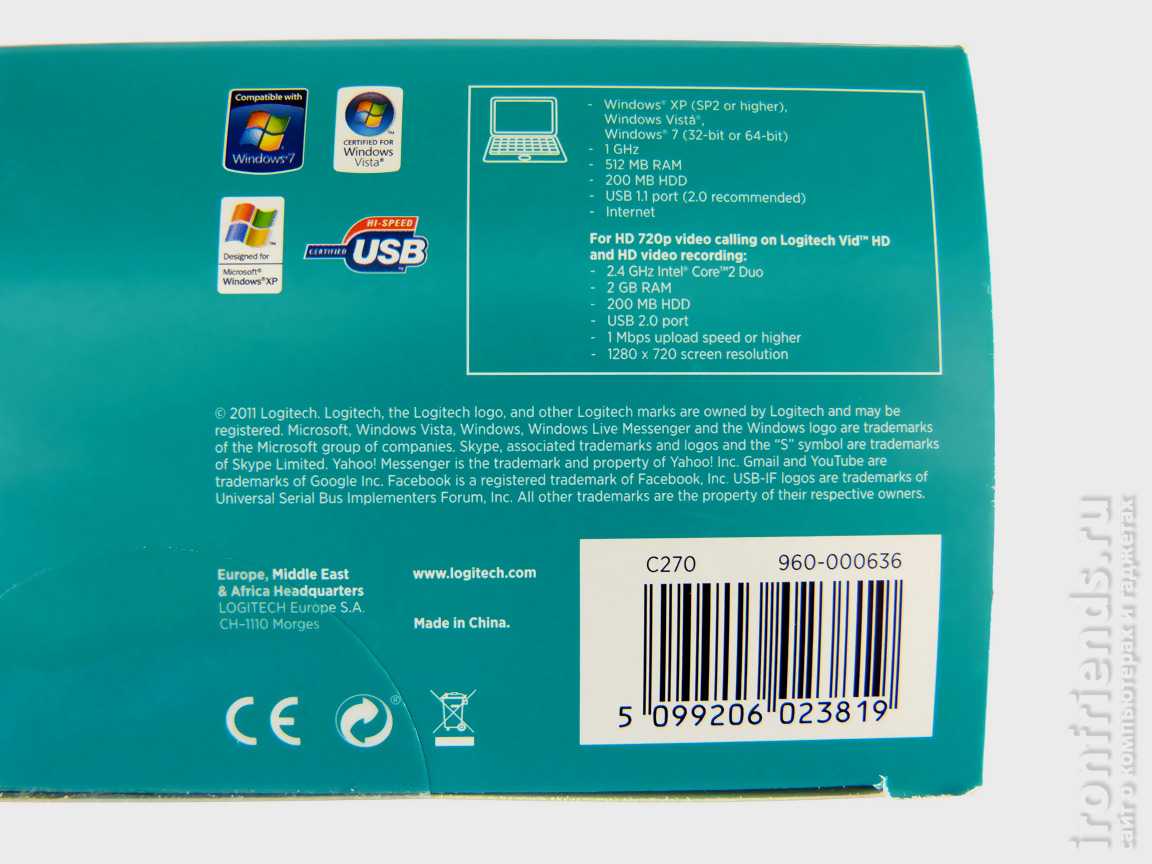 Compatible with
Windows®7
CERTIFIED FOR
Windows
Vista®
Designed for
Microsoft®
Windows®XP
HI-SPEED
CERTIFIED
USB
- Windows® XP (SP2 or higher),
Windows Vista®,
Windows® 7 (32-bit or 64-bit)
- 1 GHz
- 512 MB RAM
- 200 MB HDD
- USB 1.1 port (2.0 recommended)
- Internet
For HD 720p video calling on Logitech Vid™ HD
and HD video recording:
- 2.4 GHz Intel® Core™2 Duo
- 2 GB RAM
- 200 MB HDD
- USB 2.0 port
- 1 Mbps upload speed or higher
- 1280 x 720 screen resolution
© 2011 Logitech. Logitech, the Logitech logo, and other Logitech marks are owned by Logitech and may be
registered. Microsoft, Windows Vista, Windows, Windows Live Messenger and the Windows logo are trademarks
of the Microsoft group of companies. Skype, associated trademarks and logos and the “S” symbol are trademarks
of Skype Limited. Yahoo! Messenger is the trademark and property of Yahoo! Inc. Gmail and YouTube are
trademarks of Google Inc. Facebook is a registered trademark of Facebook, Inc. USB-IF logos are trademarks of
Universal Serial Bus Implementers Forum, Inc. All other trademarks are the property of their respective owners.
Europe, Middle East
& Africa Headquarters
LOGITECH Europe S.A.
CH-1110 Morges
www.logitech.com
Made in China.
CE
C270 960-000636
5 099206 023819
ironfriends.ru
сайт о компьютерах и гаджетах